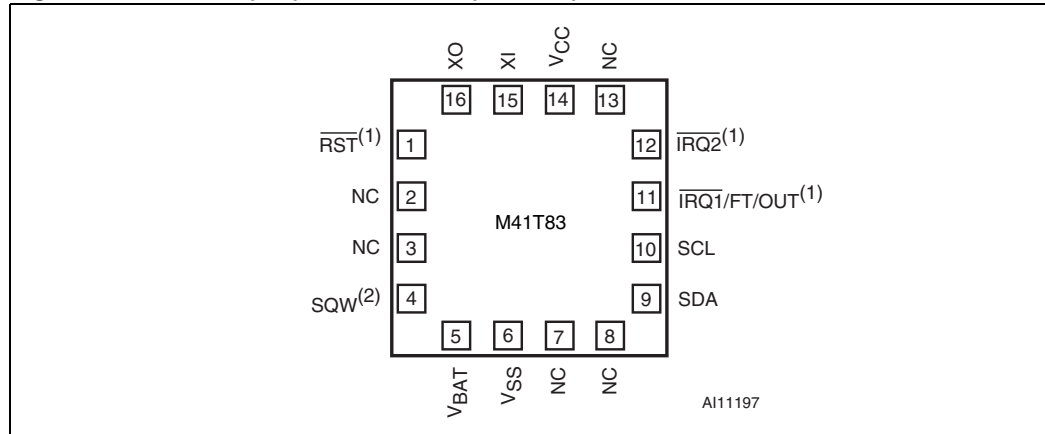 XO XI VCC NC
16 15 14 13
RST(1) 1 12 IRQ2(1)
NC 2 11 IRQ1/FT/OUT(1)
M41T83
NC 3 10 SCL
SQW(2) 4 9 SDA
5 6 7 8
VBAT VSS NC NC
AI11197